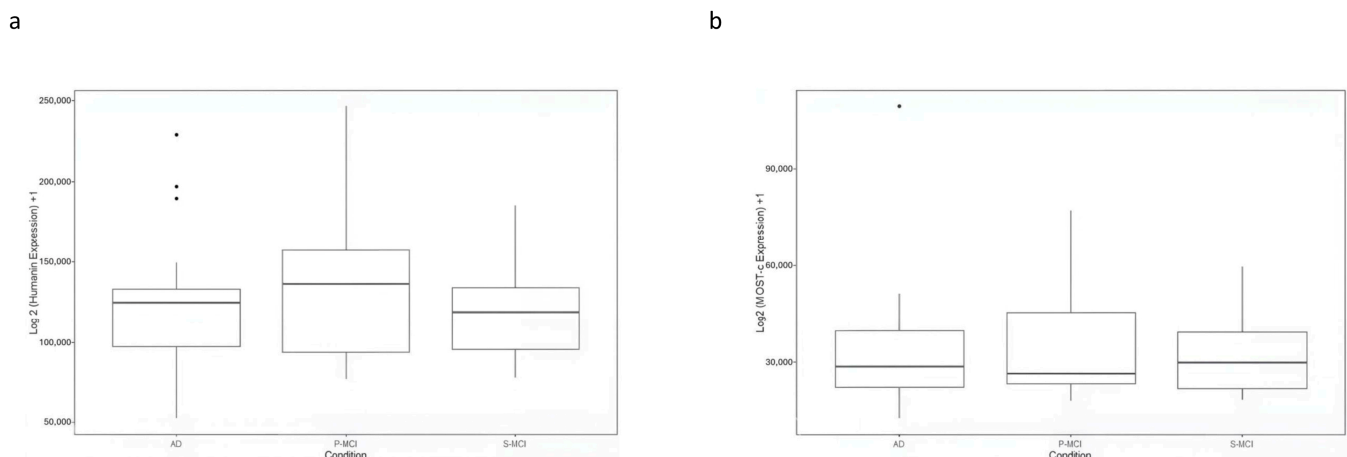 a
b
250,000
200,000
150,000
100,000
50,000
Log 2 (Humanin Expression) +1
AD
P-MCI
S-MCI
Condition
90,000
60,000
30,000
Log2 (MOST-c Expression) +1
AD
P-MCI
S-MCI
Condition